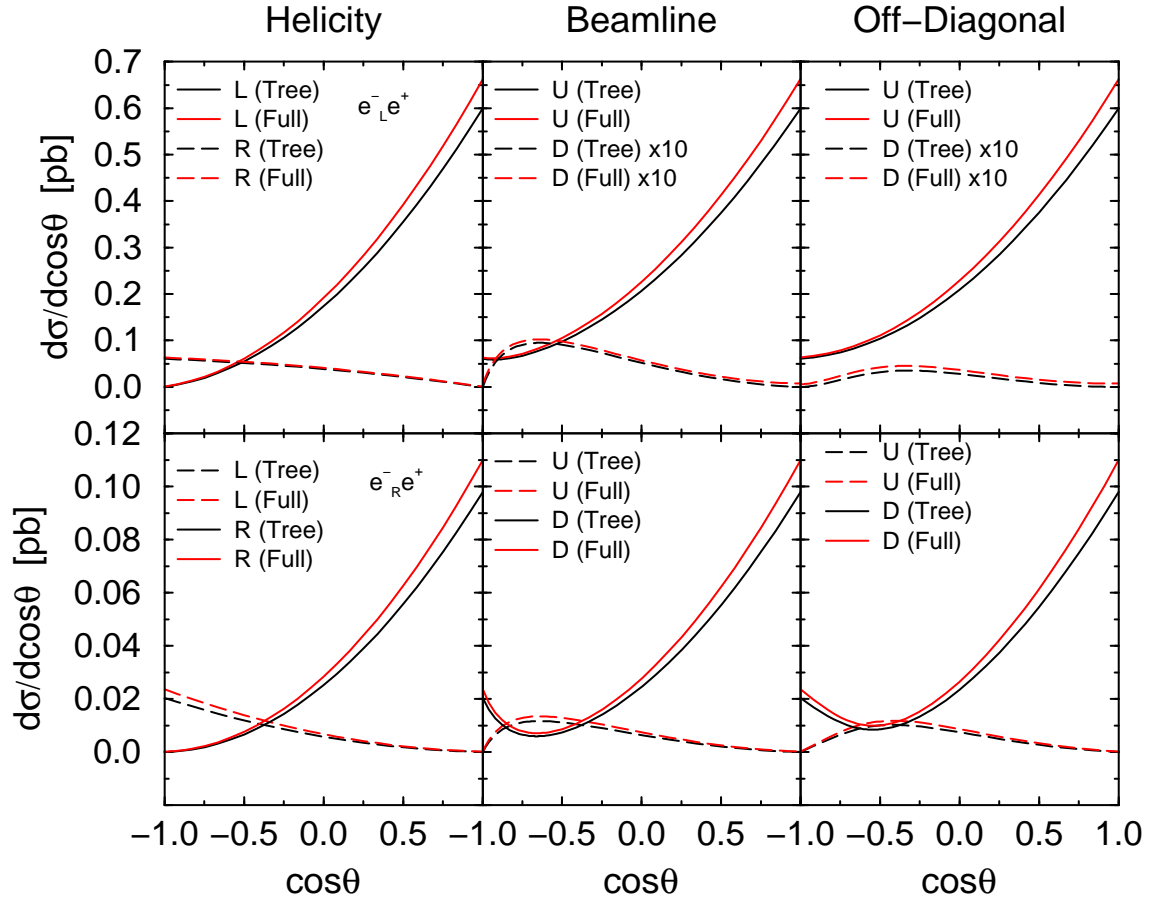 Helicity Beamline Off−Diagonal
0.7
0.6
0.5
0.4
0.3
0.2
0.1
0.0
dσ/dcosθ [pb]
L (Tree)
L (Full)
R (Tree)
R (Full)
e⁻_L e⁺
U (Tree)
U (Full)
D (Tree) x10
D (Full) x10
U (Tree)
U (Full)
D (Tree) x10
D (Full) x10
0.12
0.10
0.08
0.06
0.04
0.02
0.00
dσ/dcosθ [pb]
L (Tree)
L (Full)
R (Tree)
R (Full)
e⁻_R e⁺
U (Tree)
U (Full)
D (Tree)
D (Full)
U (Tree)
U (Full)
D (Tree)
D (Full)
−1.0 −0.5 0.0 0.5 −1.0 −0.5 0.0 0.5 −1.0 −0.5 0.0 0.5 1.0
cosθ cosθ cosθ